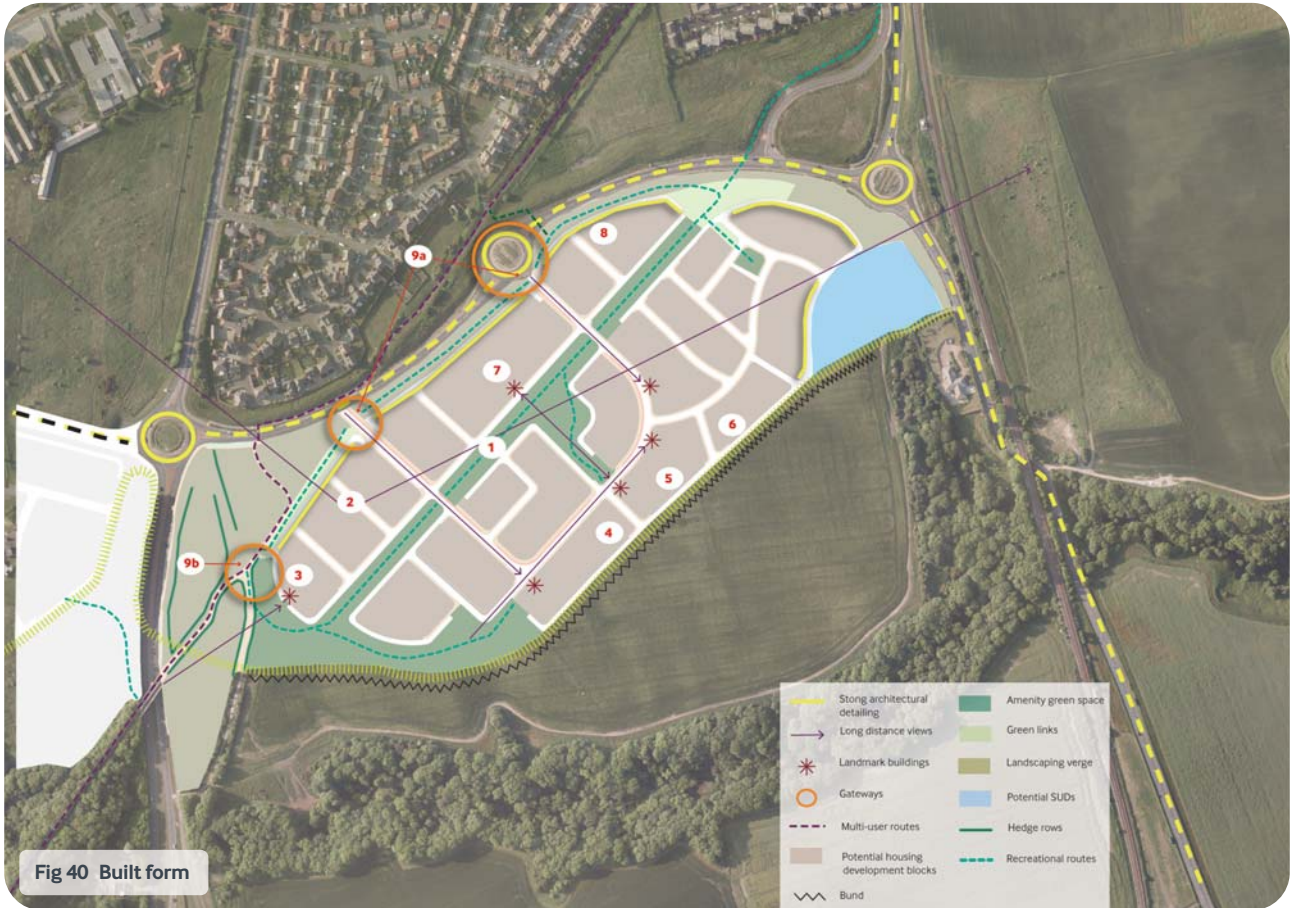 9a
8
7
1
6
2
5
4
9b
3
Stong architectural
detailing
Long distance views
Landmark buildings
Gateways
Multi-user routes
Potential housing
development blocks
Bund
Amenity green space
Green links
Landscaping verge
Potential SUDs
Hedge rows
Recreational routes
Fig 40 Built form